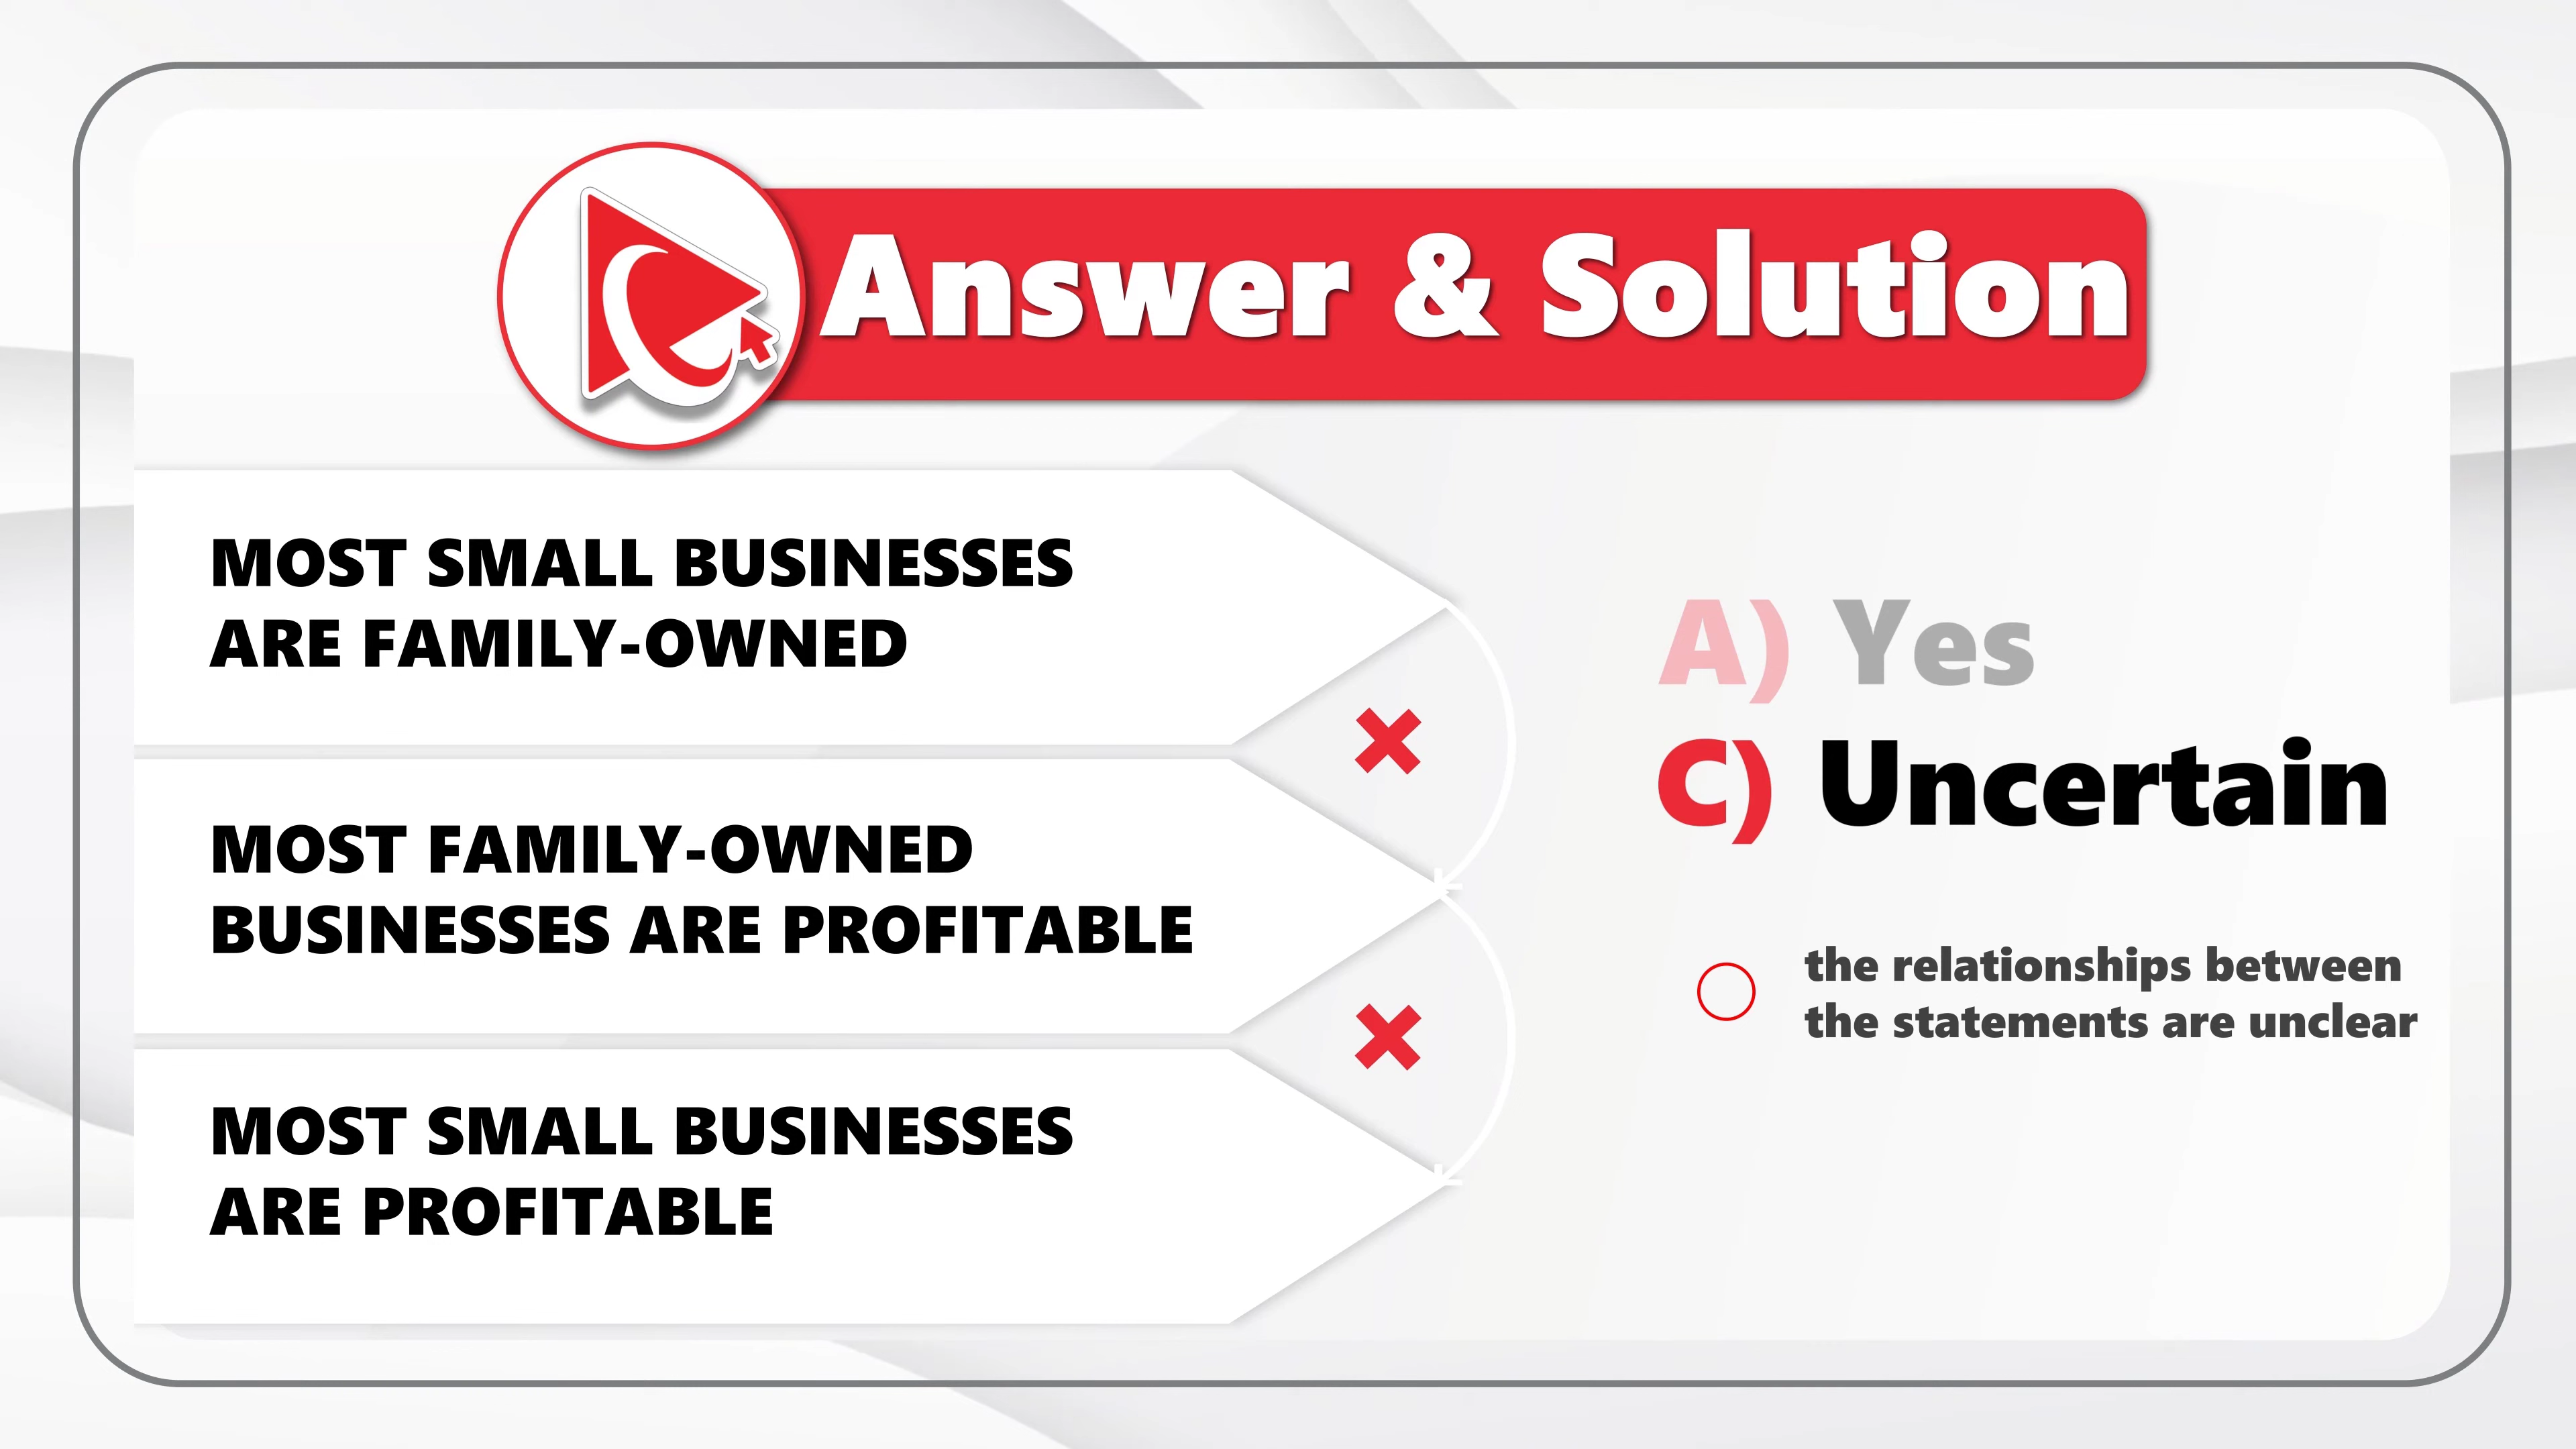 Answer & Solution
MOST SMALL BUSINESSES
ARE FAMILY-OWNED
MOST FAMILY-OWNED
BUSINESSES ARE PROFITABLE
MOST SMALL BUSINESSES
ARE PROFITABLE
A) Yes
C) Uncertain
the relationships between
the statements are unclear